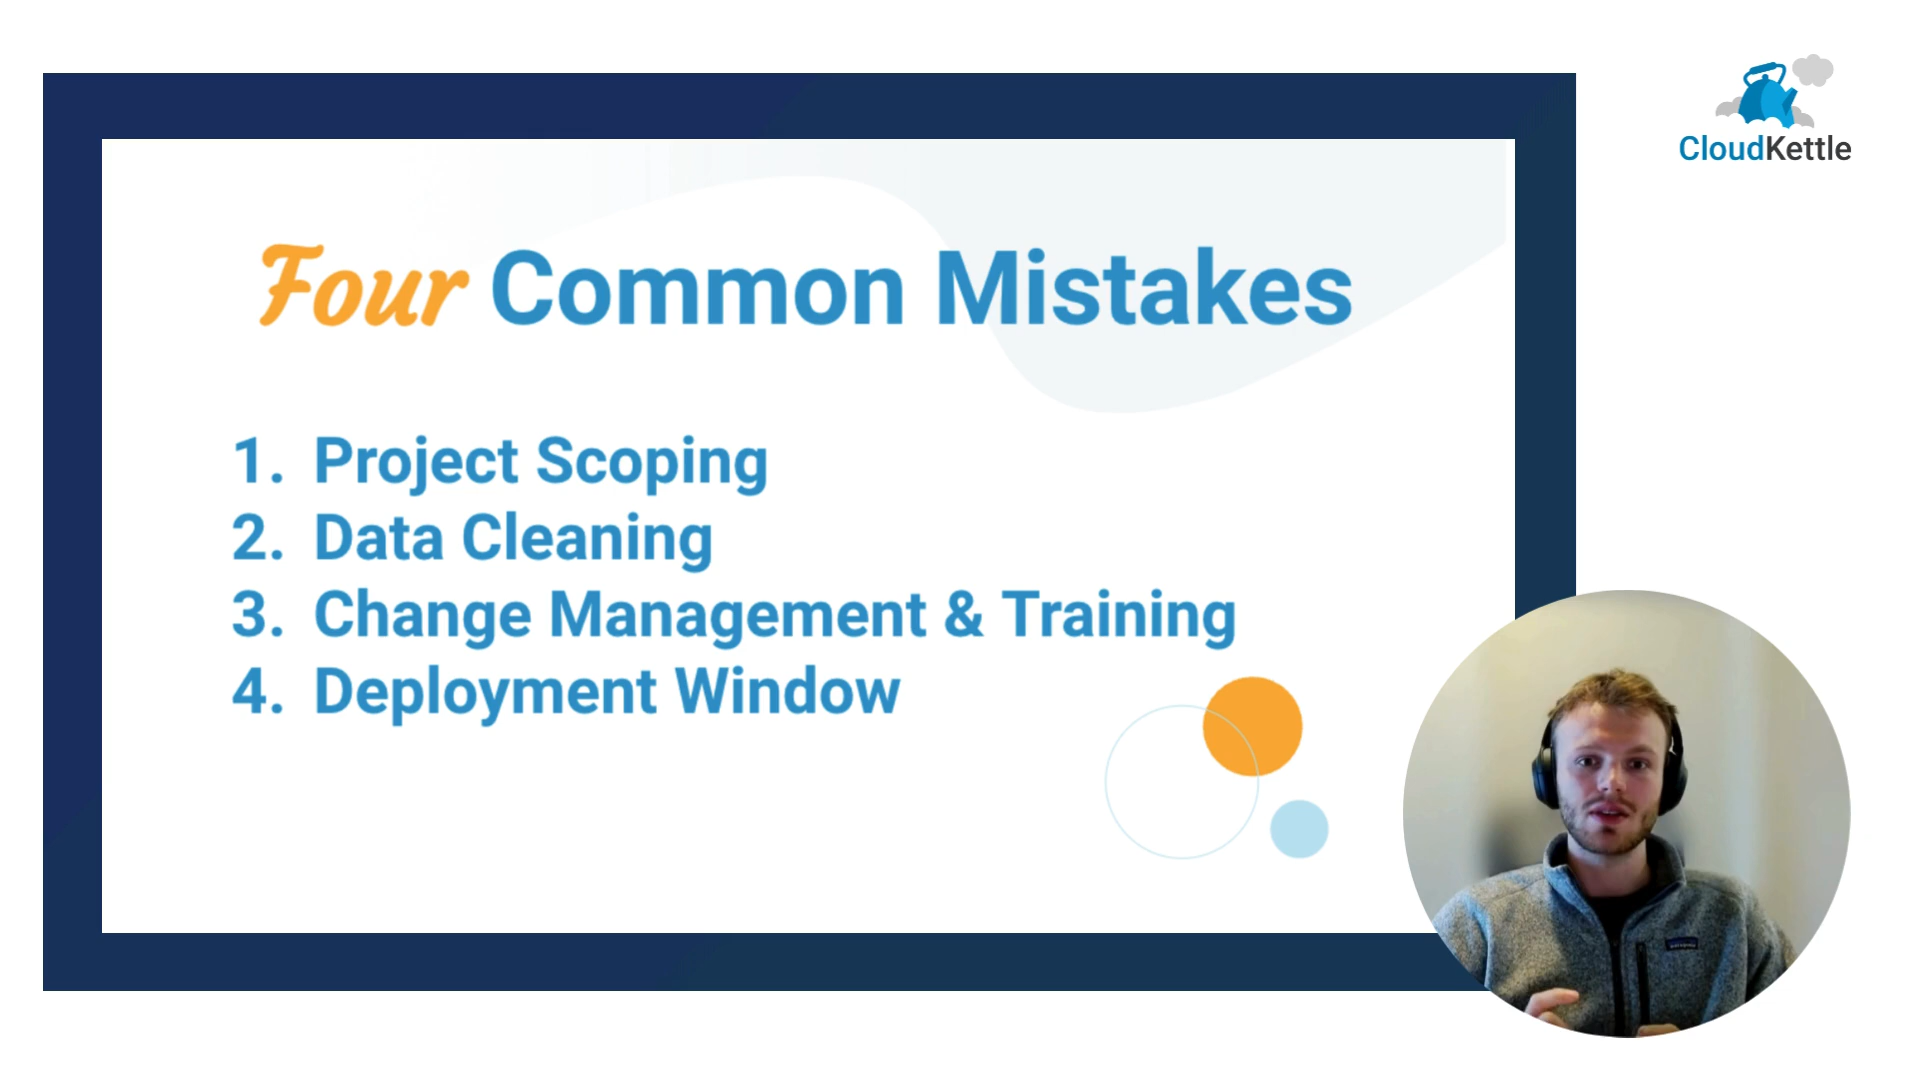 CloudKettle
Four Common Mistakes
1. Project Scoping
2. Data Cleaning
3. Change Management & Training
4. Deployment Window